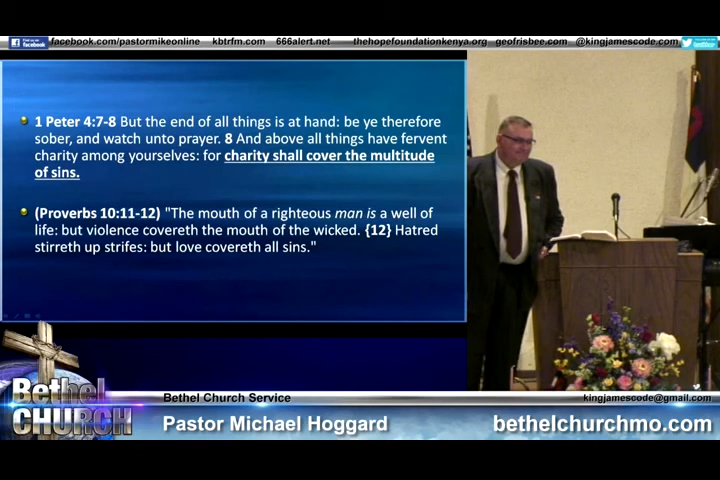 Find us on facebook
facebook.com/pastormikeonline kbtrfm.com 666alert.net thehopefoundationkenya.org geofrisbee.com @kingjamescode.com
1 Peter 4:7-8 But the end of all things is at hand: be ye therefore
sober, and watch unto prayer. 8 And above all things have fervent
charity among yourselves: for charity shall cover the multitude
of sins.
(Proverbs 10:11-12) "The mouth of a righteous man is a well of
life: but violence covereth the mouth of the wicked. {12} Hatred
stirreth up strifes: but love covereth all sins."
Bethel
CHURCH
Bethel Church Service
kingjamescode@gmail.com
Pastor Michael Hoggard
bethelchurchmo.com